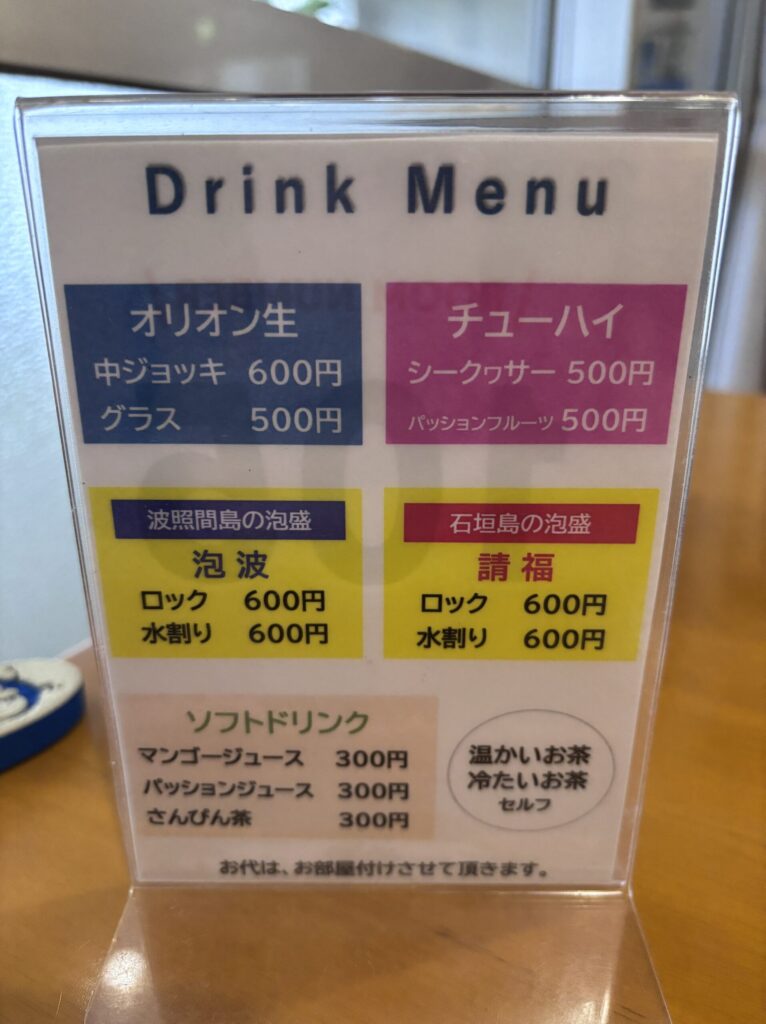 Drink Menu
オリオン生
中ジョッキ 600円
グラス 500円
チューハイ
シークヮサー 500円
パッションフルーツ 500円
波照間島の泡盛
泡波
ロック 600円
水割り 600円
石垣島の泡盛
請福
ロック 600円
水割り 600円
ソフトドリンク
マンゴージュース 300円
パッションジュース 300円
さんぴん茶 300円
温かいお茶
冷たいお茶
セルフ
お代は、お部屋付けさせて頂きます。